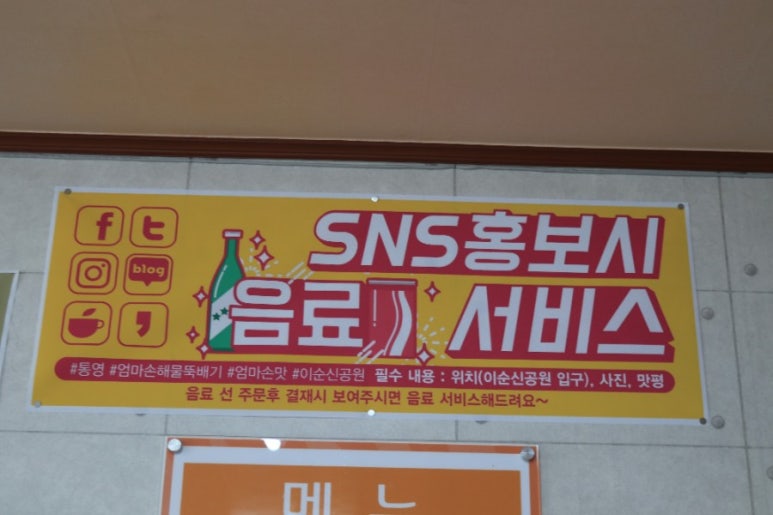 SNS홍보시
음료 서비스
f t
blog
#통영 #엄마손해물뚝배기 #엄마손맛 #이순신공원 필수 내용 : 위치(이순신공원 입구), 사진, 맛평
음료 선 주문후 결재시 보여주시면 음료 서비스해드려요~
메뉴